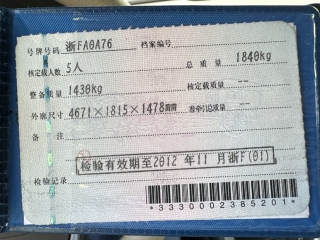 号牌号码 浙FA0A76 档案编号
核定载人数 5人 总质量 1840kg
整备质量 1430kg 核定载质量 --
外廓尺寸 4671×1815×1478mm 准牵引总质量 --
备注
检验有效期至2012年11月浙F(01)
检验记录
*3330002385201*